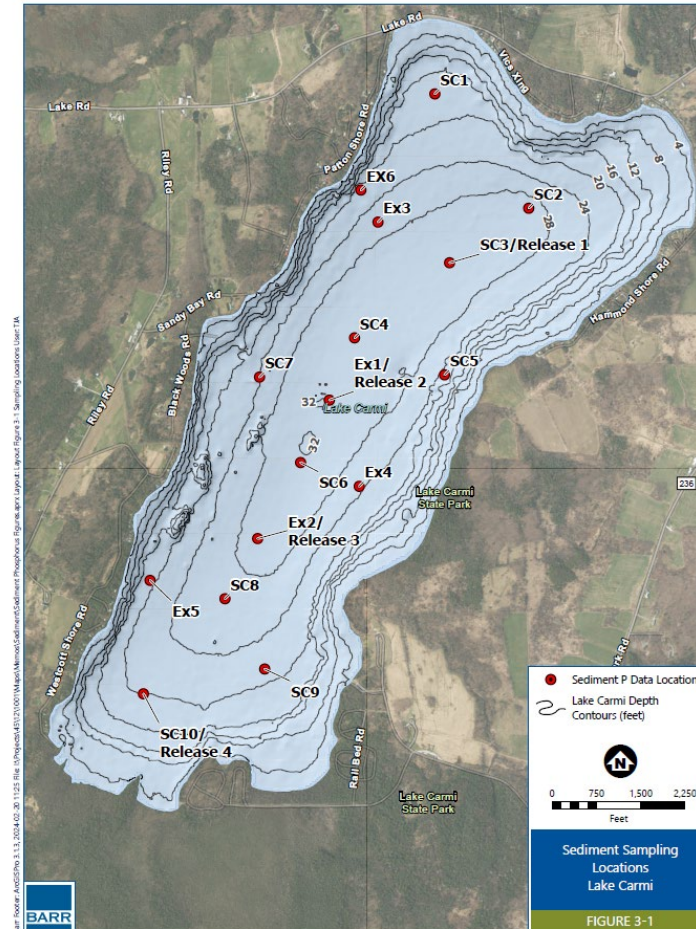 Lake Rd
Vics Xing
SC1
Lake Rd
Patton Shore Rd
Riley Rd
4
8
12
16
20
24
28
EX6
SC2
Ex3
SC3/Release 1
Hammond Shore Rd
Sandy Bay Rd
SC4
Black Woods Rd
SC7
Ex1/
Release 2
SC5
Riley Rd
32
Lake Carmi
32
SC6
Ex4
236
Lake Carmi
State Park
Ex2/
Release 3
Ex5
SC8
Westcott Shore Rd
SC9
SC10/
Release 4
Rail Bed Rd
Lake Carmi
State Park
Sediment P Data Location
Lake Carmi Depth
Contours (feet)
N
0 750 1,500 2,250
Feet
Sediment Sampling
Locations
Lake Carmi
FIGURE 3-1
BARR